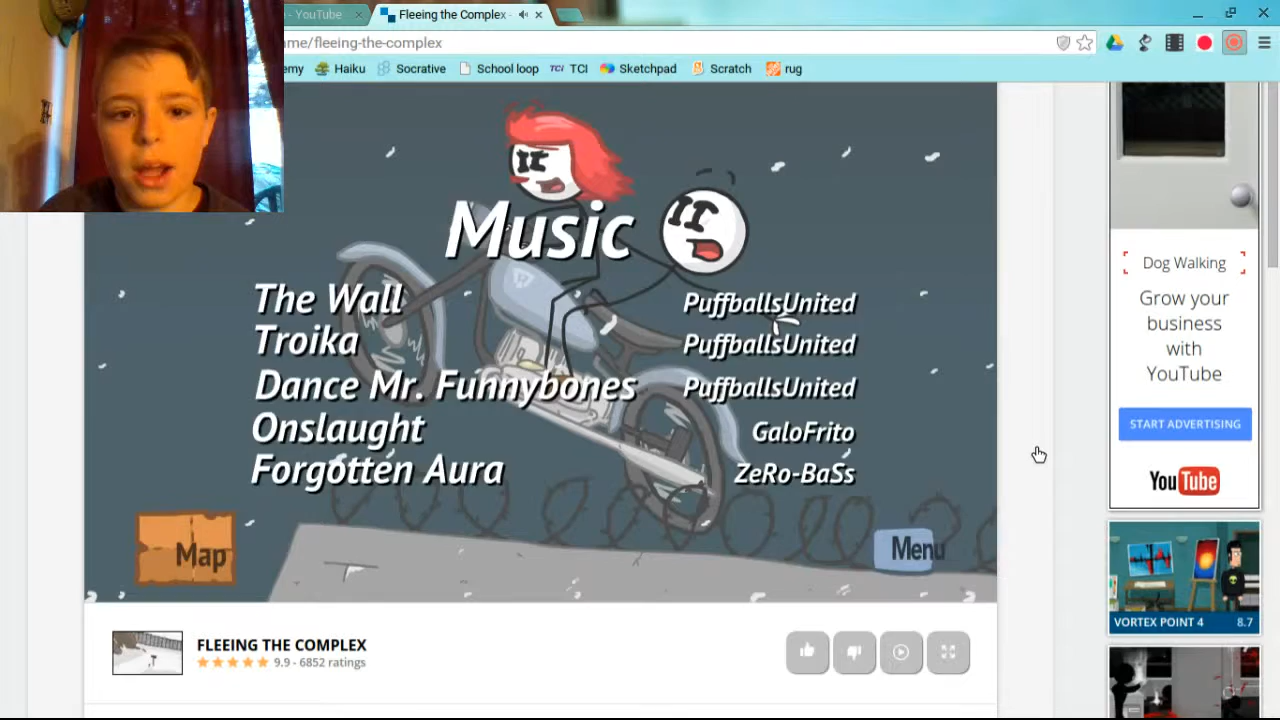 - YouTube
Fleeing the Complex -
me/fleeing-the-complex
emy
Haiku
Socrative
School loop
TCI
TCI
Sketchpad
Scratch
rug
Music
The Wall PuffballsUnited
Troika PuffballsUnited
Dance Mr. Funnybones PuffballsUnited
Onslaught GaloFrito
Forgotten Aura ZeRo-BaSs
Map
Menu
FLEEING THE COMPLEX
9.9 - 6852 ratings
Dog Walking
Grow your
business
with
YouTube
START ADVERTISING
YouTube
VORTEX POINT 4 8.7